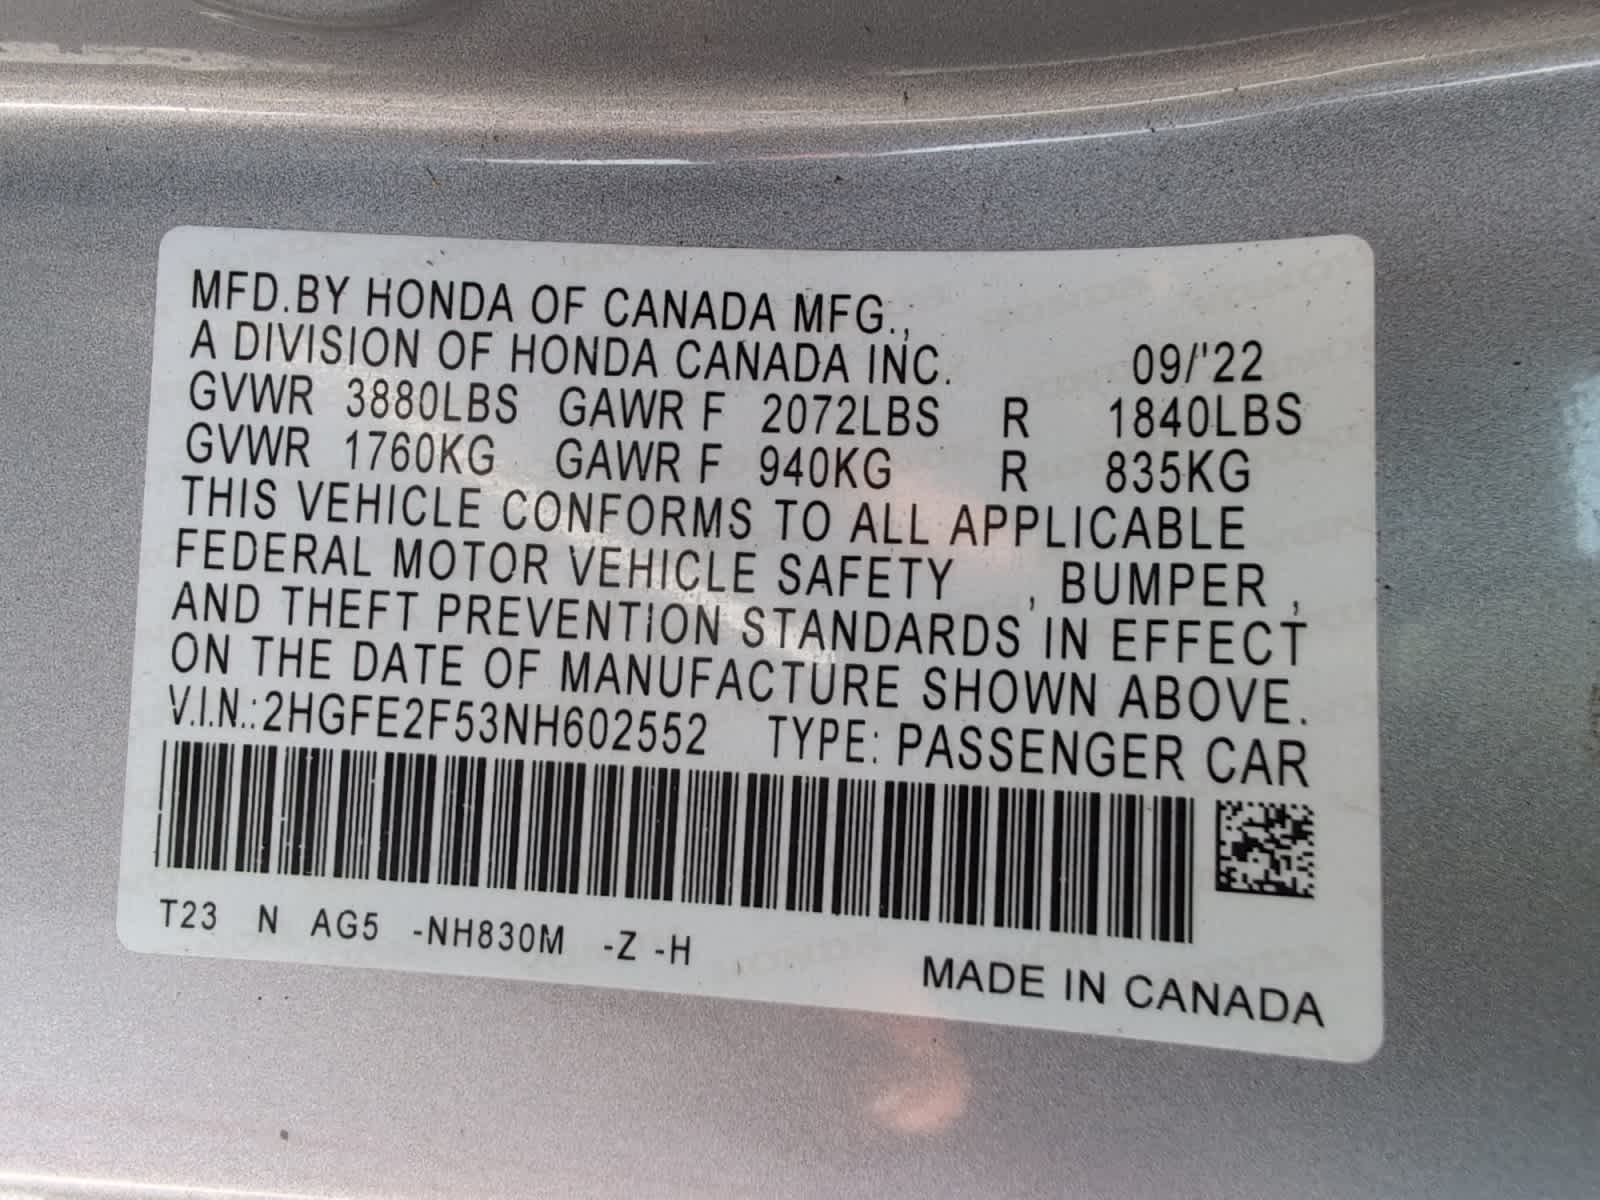 MFD.BY HONDA OF CANADA MFG.,
A DIVISION OF HONDA CANADA INC. 09/'22
GVWR 3880LBS GAWR F 2072LBS R 1840LBS
GVWR 1760KG GAWR F 940KG R 835KG
THIS VEHICLE CONFORMS TO ALL APPLICABLE
FEDERAL MOTOR VEHICLE SAFETY , BUMPER ,
AND THEFT PREVENTION STANDARDS IN EFFECT
ON THE DATE OF MANUFACTURE SHOWN ABOVE.
V.I.N.:2HGFE2F53NH602552 TYPE: PASSENGER CAR
T23 N AG5 -NH830M -Z -H
MADE IN CANADA